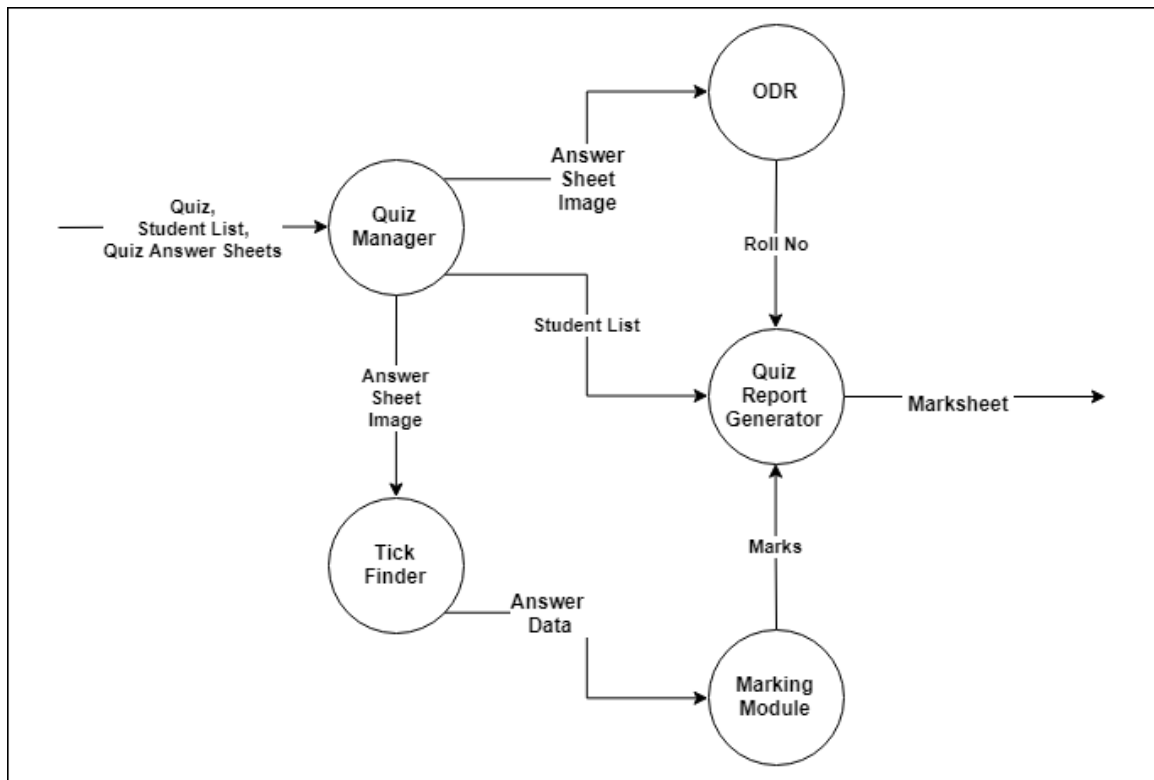 ODR
Answer
Sheet
Image
Quiz,
Student List,
Quiz Answer Sheets
Quiz
Manager
Roll No
Student List
Answer
Sheet
Image
Quiz
Report
Generator
Marksheet
Tick
Finder
Marks
Answer
Data
Marking
Module